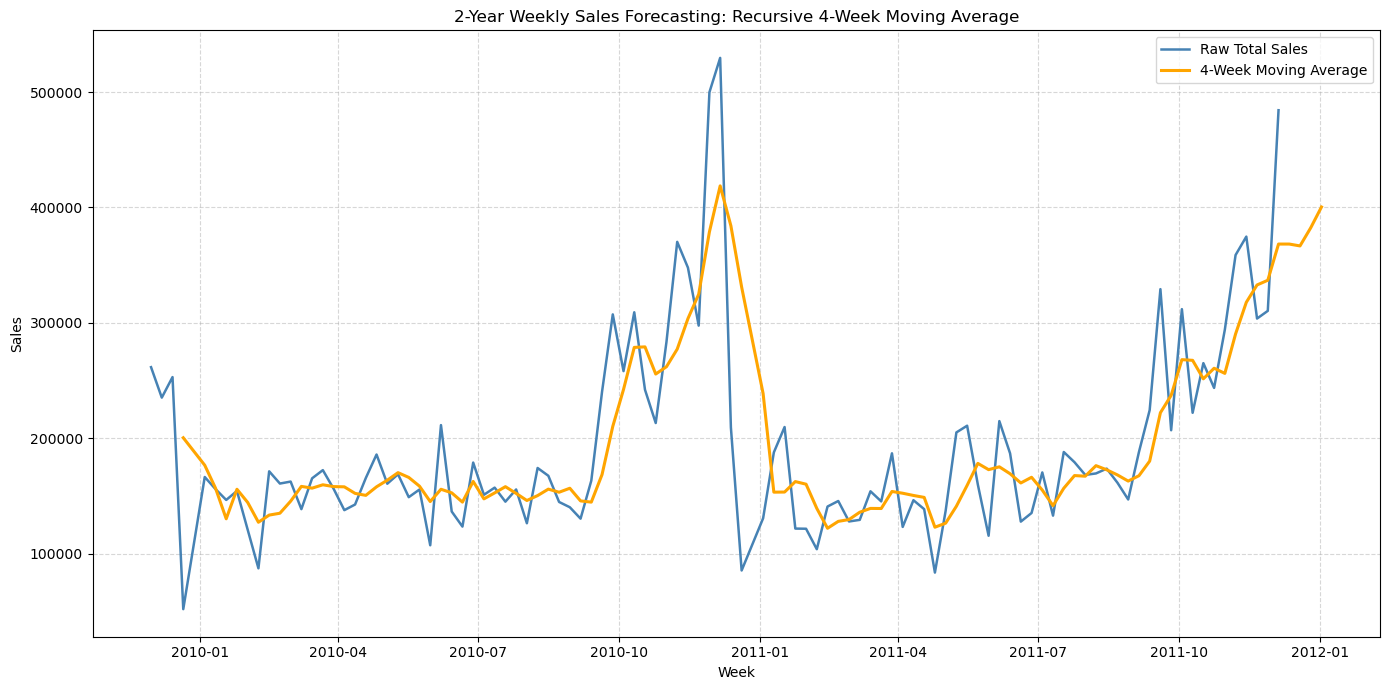 2-Year Weekly Sales Forecasting: Recursive 4-Week Moving Average
Raw Total Sales
4-Week Moving Average
500000
400000
300000
200000
100000
Sales
2010-01
2010-04
2010-07
2010-10
2011-01
2011-04
2011-07
2011-10
2012-01
Week